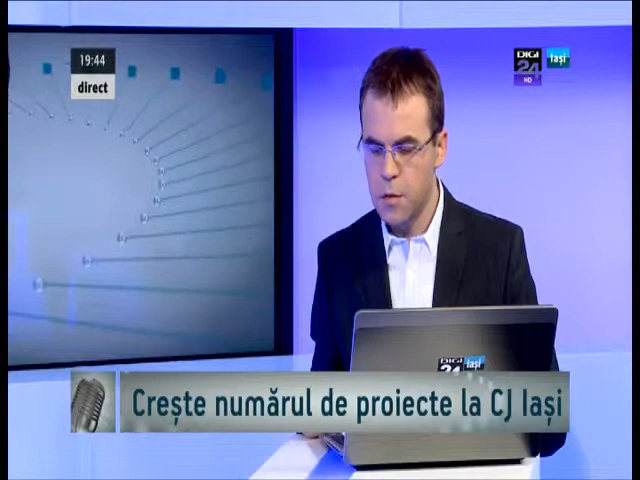 19:44
direct
DIGI
24
HD
Iași
DIGI
24
Iași
Crește numărul de proiecte la CJ Iași